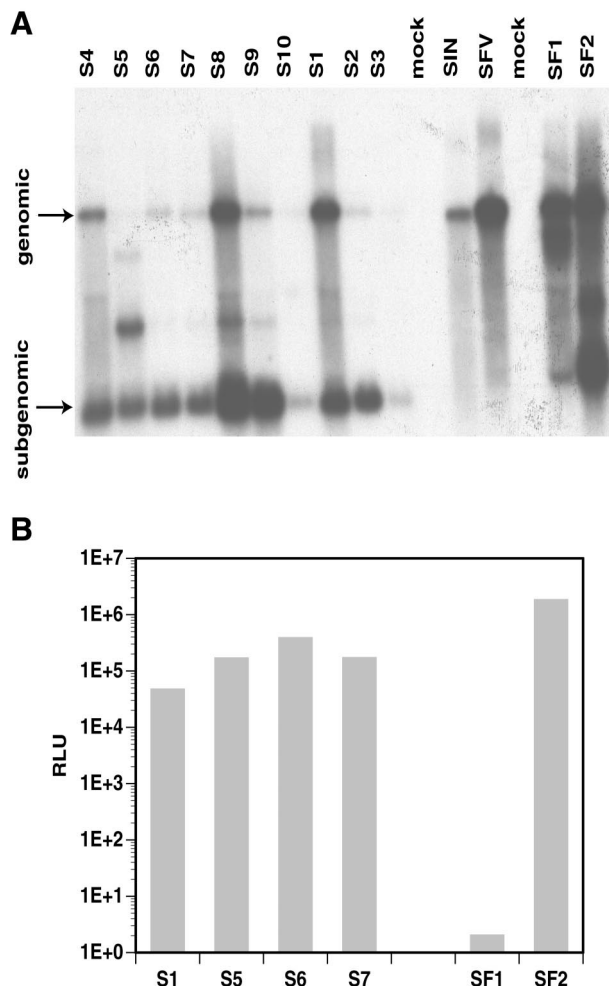 A
S4 S5 S6 S7 S8 S9 S10 S1 S2 S3 mock SIN SFV mock SF1 SF2
genomic
subgenomic
B
1E+7
1E+6
1E+5
1E+4
1E+3
1E+2
1E+1
1E+0
RLU
S1 S5 S6 S7 SF1 SF2